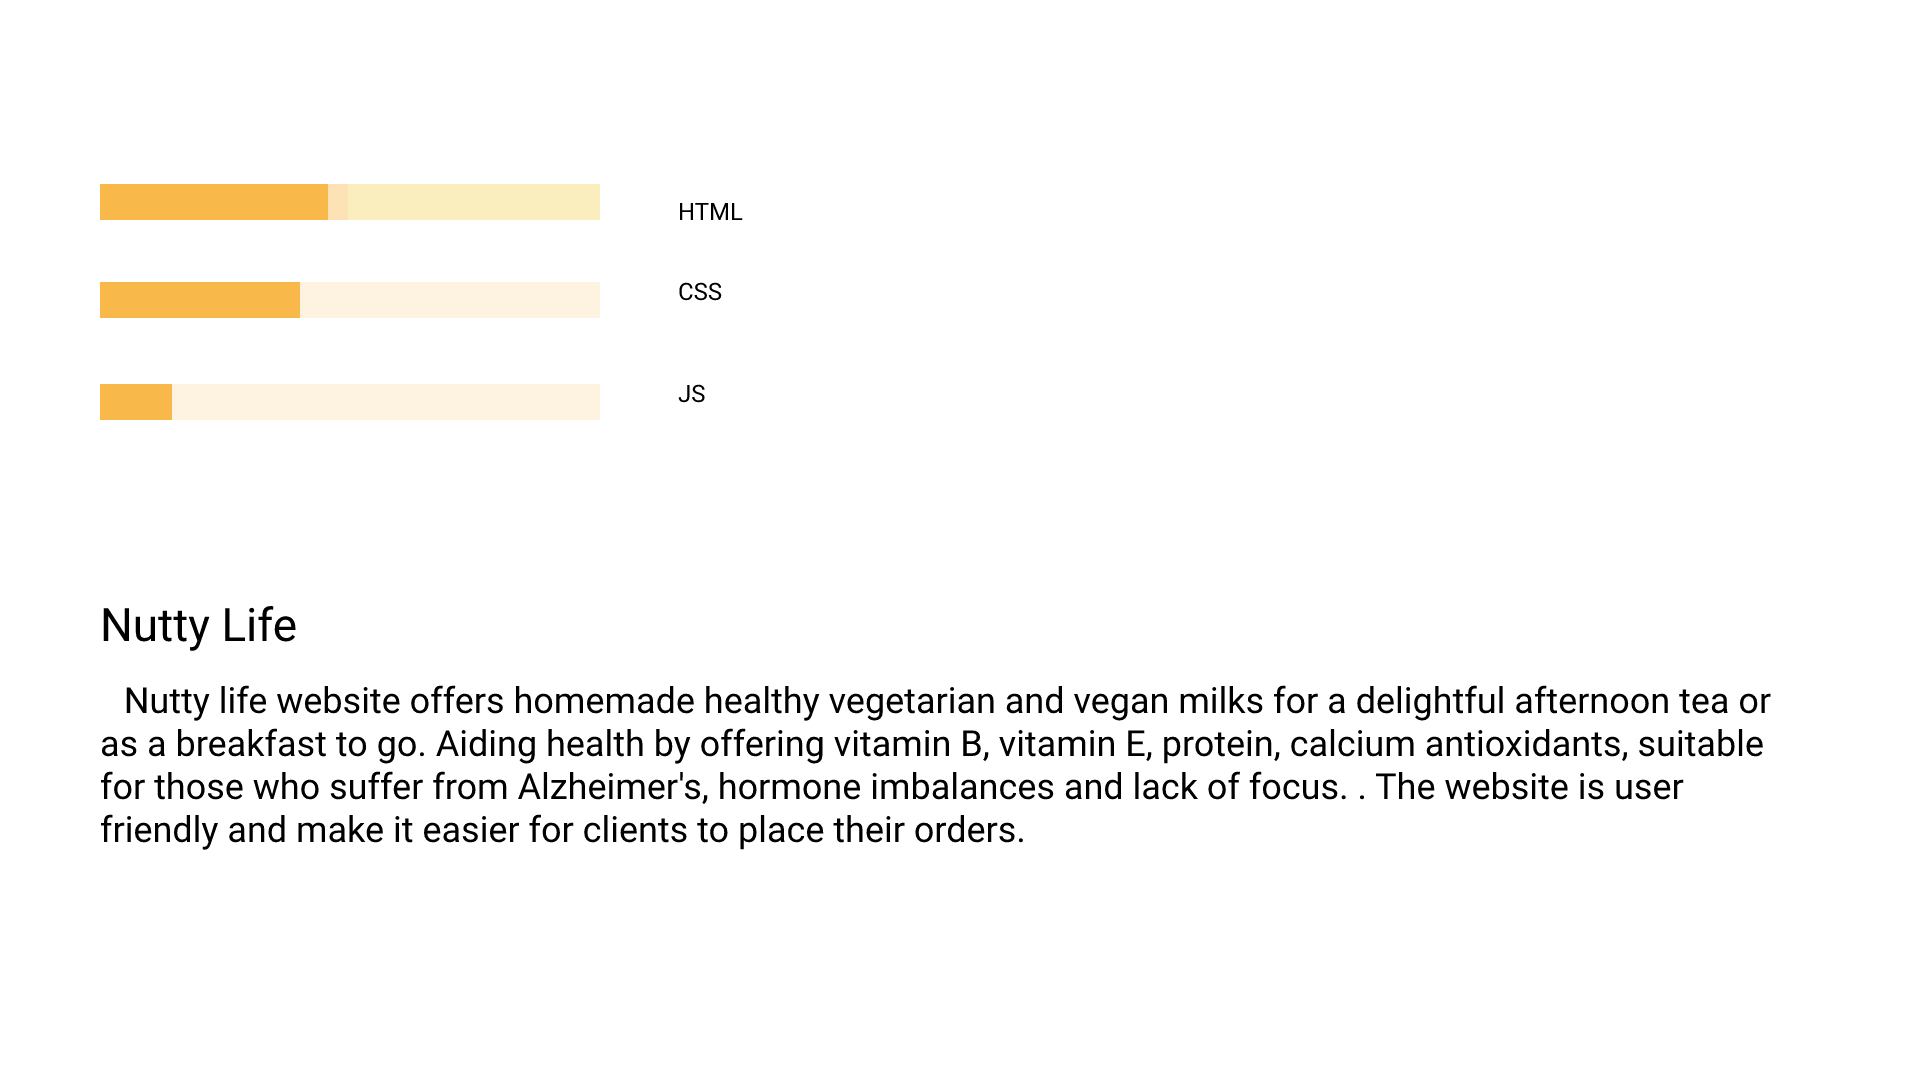 HTML
CSS
JS
Nutty Life
Nutty life website offers homemade healthy vegetarian and vegan milks for a delightful afternoon tea or
as a breakfast to go. Aiding health by offering vitamin B, vitamin E, protein, calcium antioxidants, suitable
for those who suffer from Alzheimer's, hormone imbalances and lack of focus. . The website is user
friendly and make it easier for clients to place their orders.